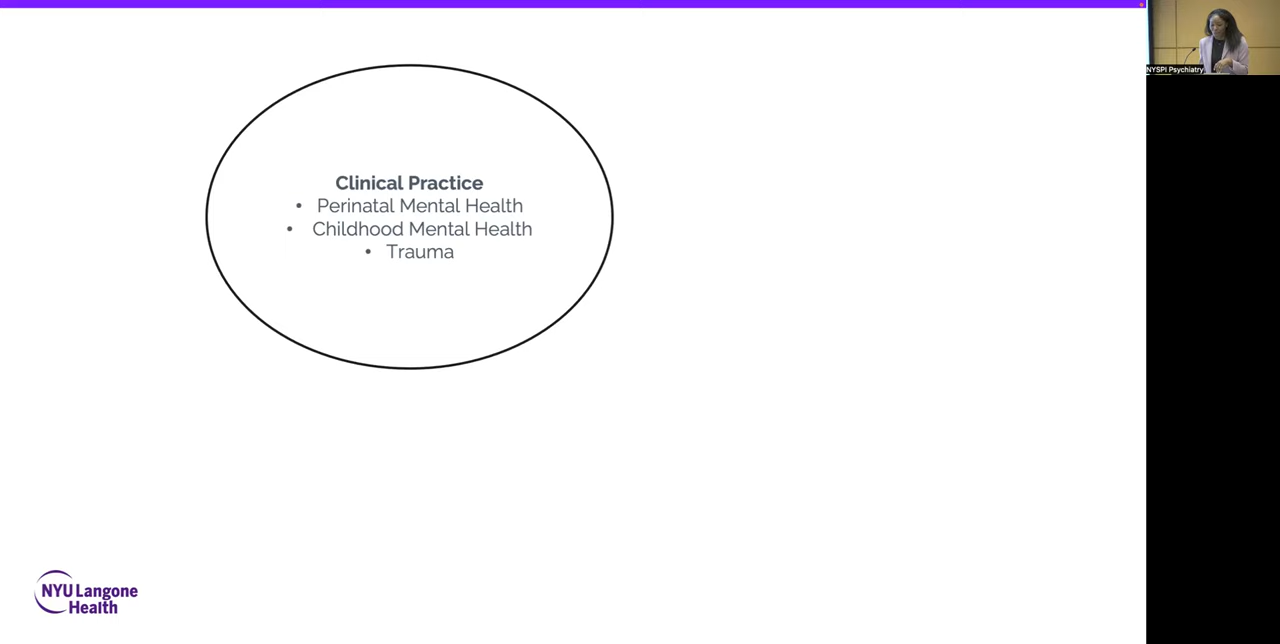 NYSPI Psychiatry
Clinical Practice
• Perinatal Mental Health
• Childhood Mental Health
• Trauma
NYU Langone
Health